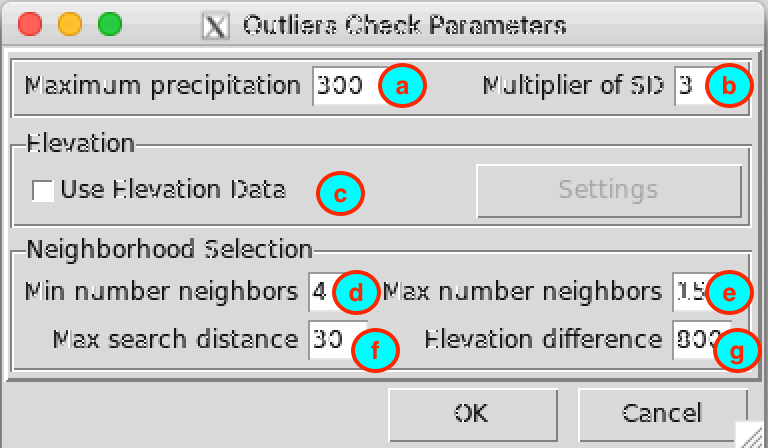 X Outliers Check Parameters
Maximum precipitation 300 a Multiplier of SD 3 b
Elevation
Use Elevation Data c Settings
Neighborhood Selection
Min number neighbors 4 d Max number neighbors 15 e
Max search distance 30 f Elevation difference 800 g
OK Cancel